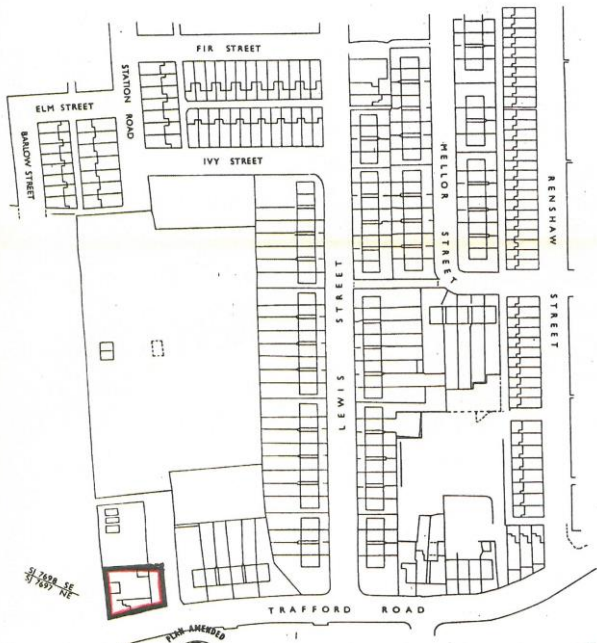 FIR STREET
STATION ROAD
ELM STREET
BARLOW STREET
IVY STREET
MELLOR STREET
RENSHAW STREET
LEWIS STREET
SJ 7698 SE
SJ 7697 NE
TRAFFORD ROAD
PLAN AMENDED